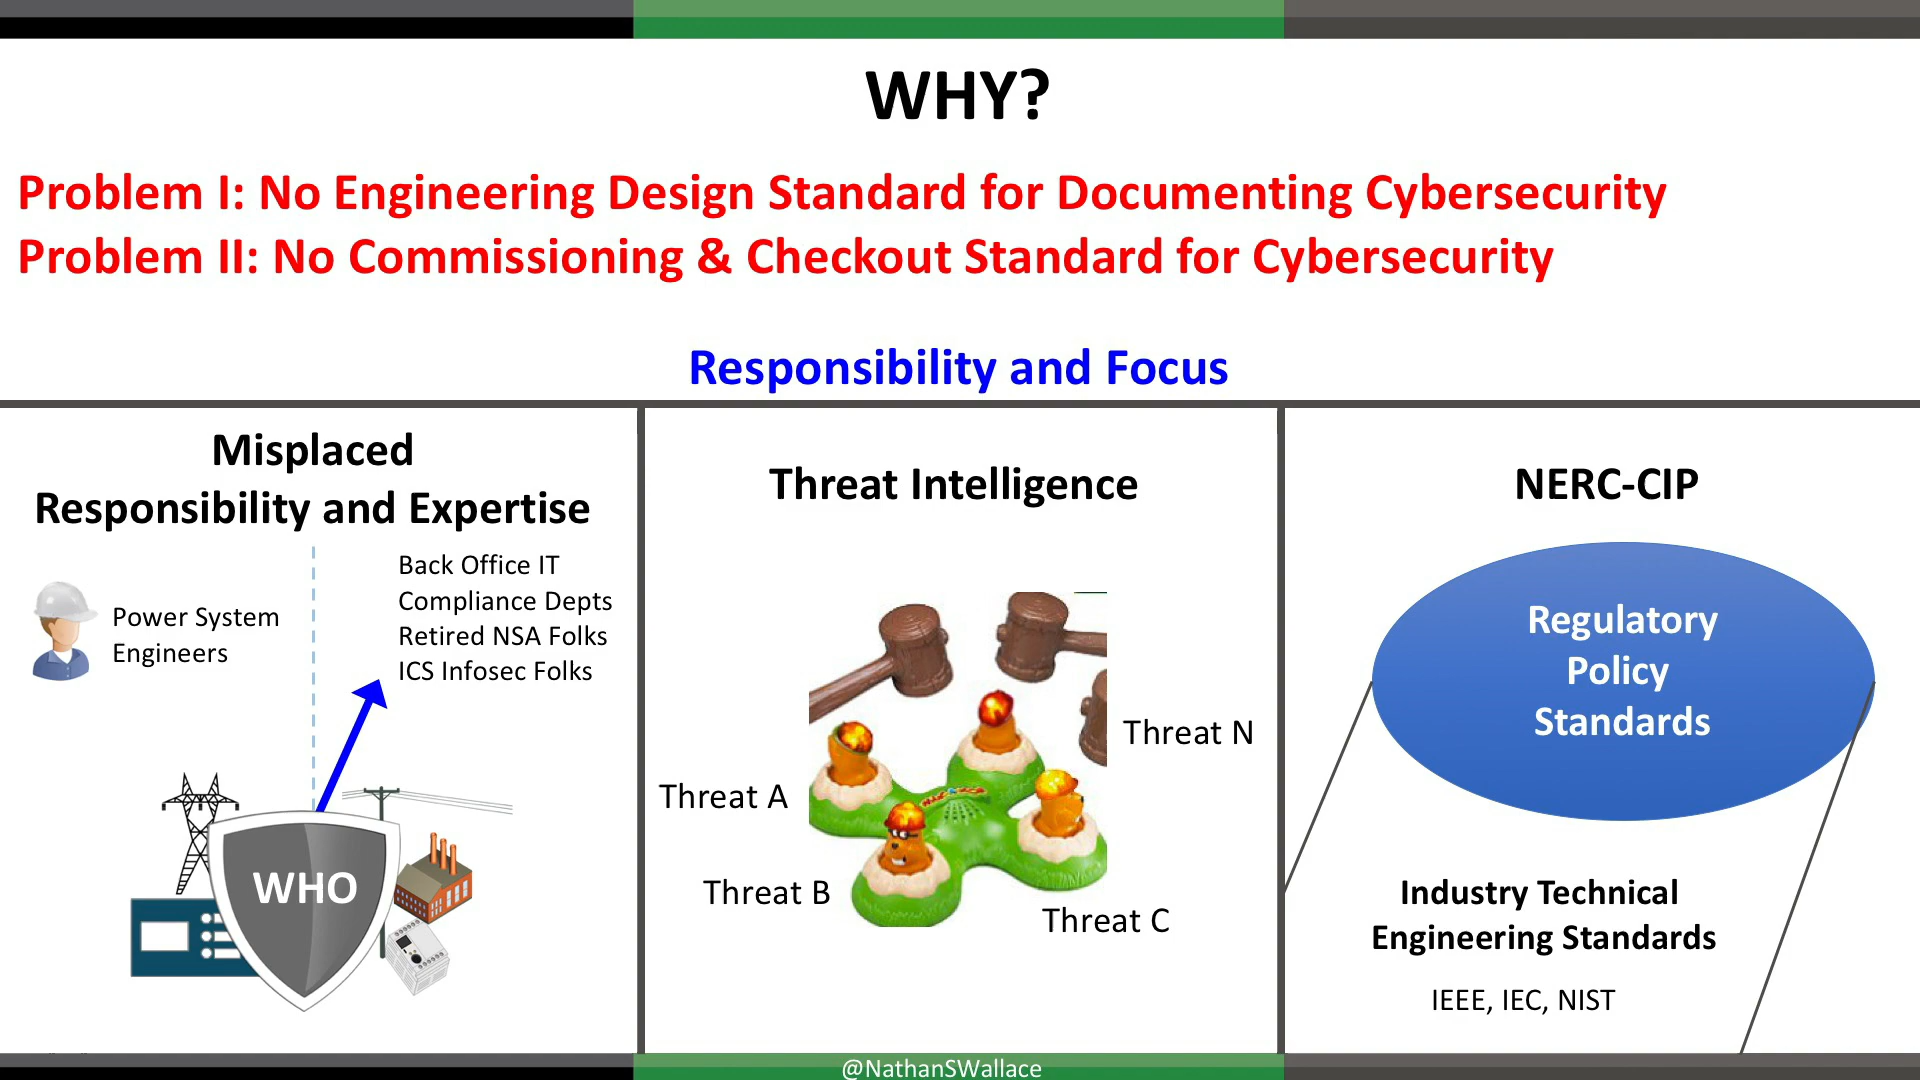 WHY?
Problem I: No Engineering Design Standard for Documenting Cybersecurity
Problem II: No Commissioning & Checkout Standard for Cybersecurity
Responsibility and Focus
Misplaced
Responsibility and Expertise
Power System
Engineers
Back Office IT
Compliance Depts
Retired NSA Folks
ICS Infosec Folks
WHO
Threat Intelligence
Threat N
Threat A
Threat B
Threat C
NERC-CIP
Regulatory
Policy
Standards
Industry Technical
Engineering Standards
IEEE, IEC, NIST
@NathanSWallace